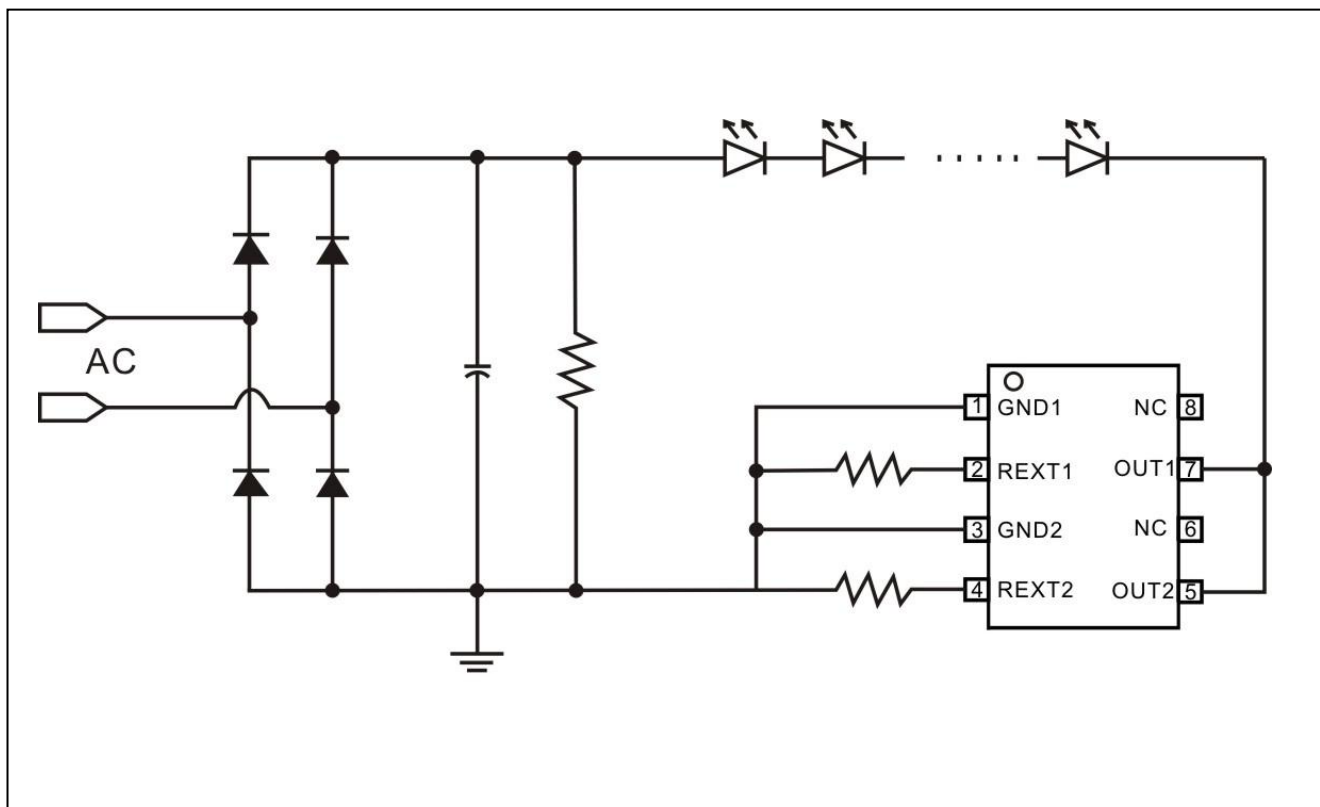 AC
1 GND1 NC 8
2 REXT1 OUT1 7
3 GND2 NC 6
4 REXT2 OUT2 5